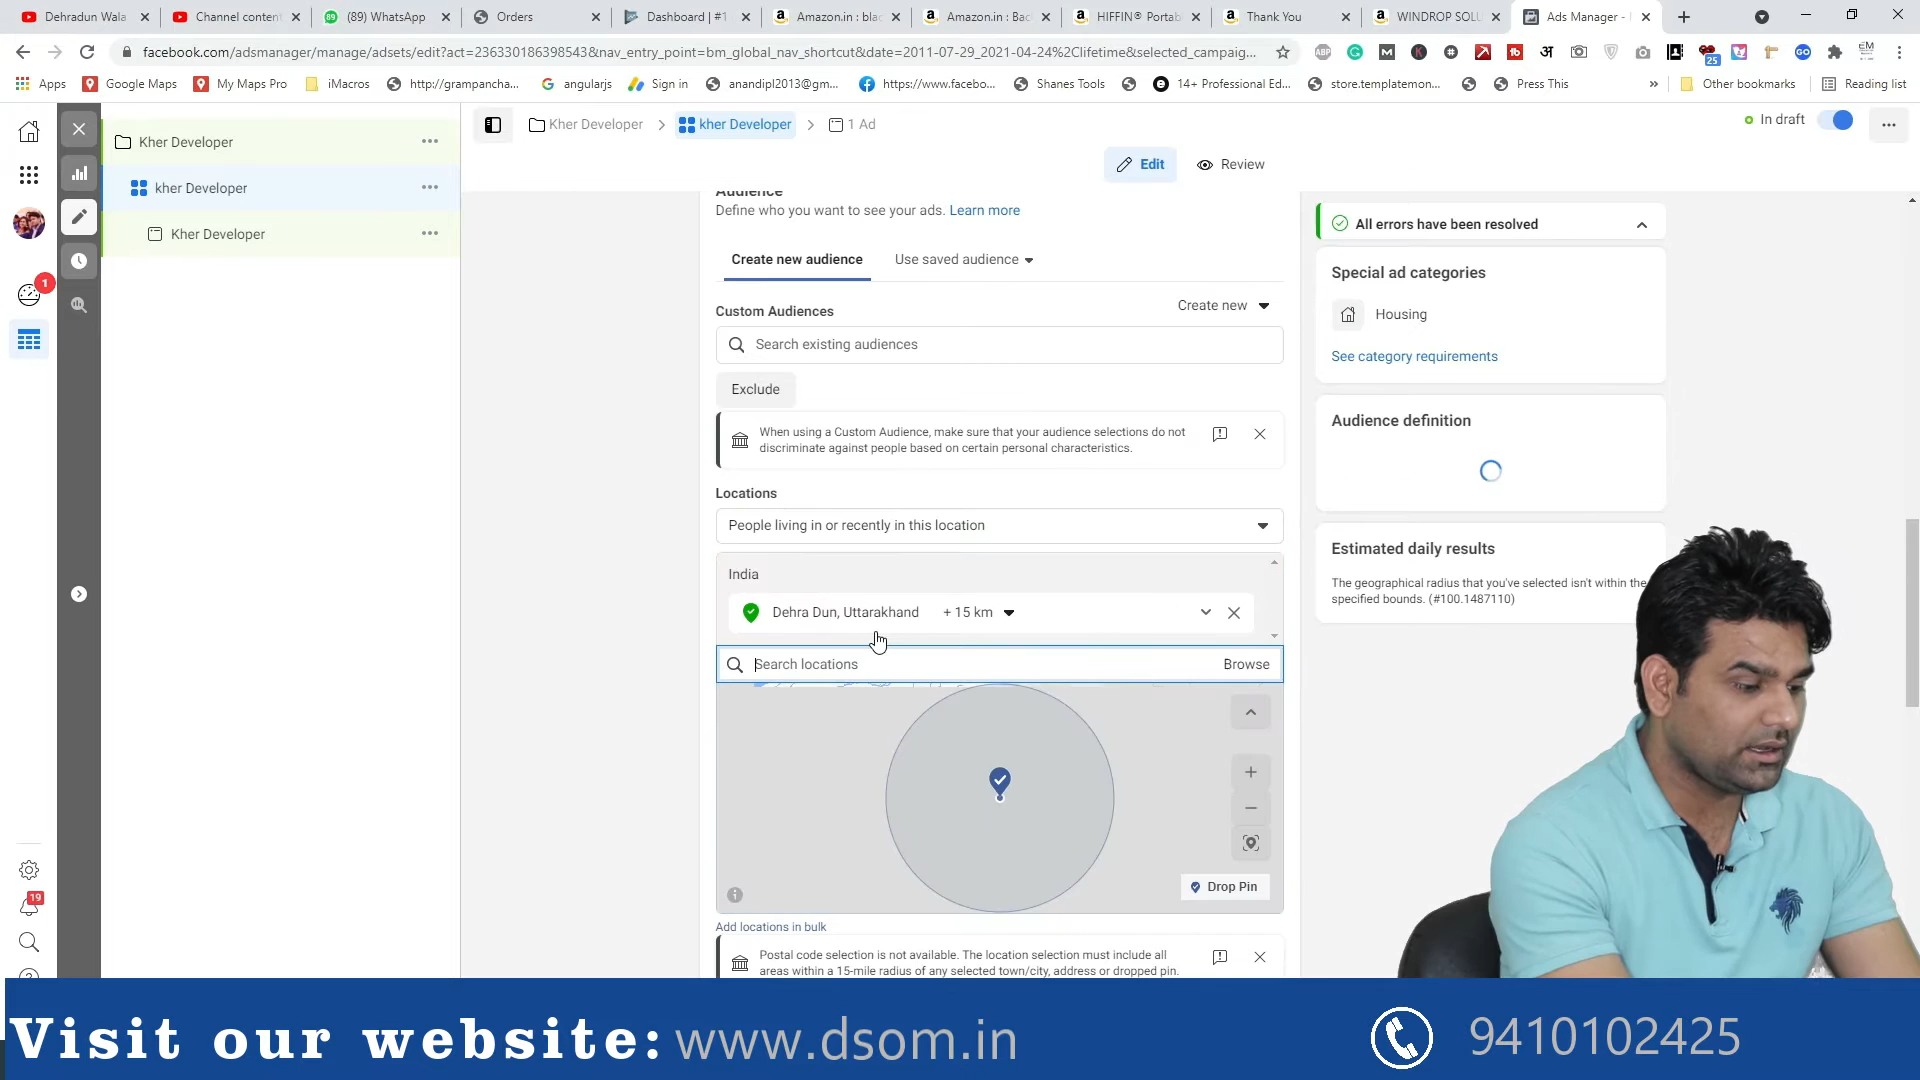 Dehradun Wala
Channel content
(89) WhatsApp
Orders
Dashboard | #1
Amazon.in : blac
Amazon.in : Bac
HIFFIN® Portab
Thank You
WINDROP SOLU
Ads Manager -
facebook.com/adsmanager/manage/adsets/edit?act=236330186398543&nav_entry_point=bm_global_nav_shortcut&date=2011-07-29_2021-04-24%2Clifetime&selected_campaig...
25
Apps
Google Maps
My Maps Pro
iMacros
http://grampancha...
angularjs
Sign in
anandipl2013@gm...
https://www.facebo...
Shanes Tools
14+ Professional Ed...
store.templatemon...
Press This
Other bookmarks
Reading list
Kher Developer
kher Developer
Kher Developer
1
19
Kher Developer
kher Developer
1 Ad
In draft
Edit
Review
Audience
Define who you want to see your ads. Learn more
Create new audience
Use saved audience
Custom Audiences
Create new
Search existing audiences
Exclude
When using a Custom Audience, make sure that your audience selections do not
discriminate against people based on certain personal characteristics.
Locations
People living in or recently in this location
India
Dehra Dun, Uttarakhand + 15 km
Search locations
Browse
Drop Pin
Add locations in bulk
Postal code selection is not available. The location selection must include all
areas within a 15-mile radius of any selected town/city, address or dropped pin.
All errors have been resolved
Special ad categories
Housing
See category requirements
Audience definition
Estimated daily results
The geographical radius that you've selected isn't within the
specified bounds. (#100.1487110)
Visit our website: www.dsom.in
9410102425